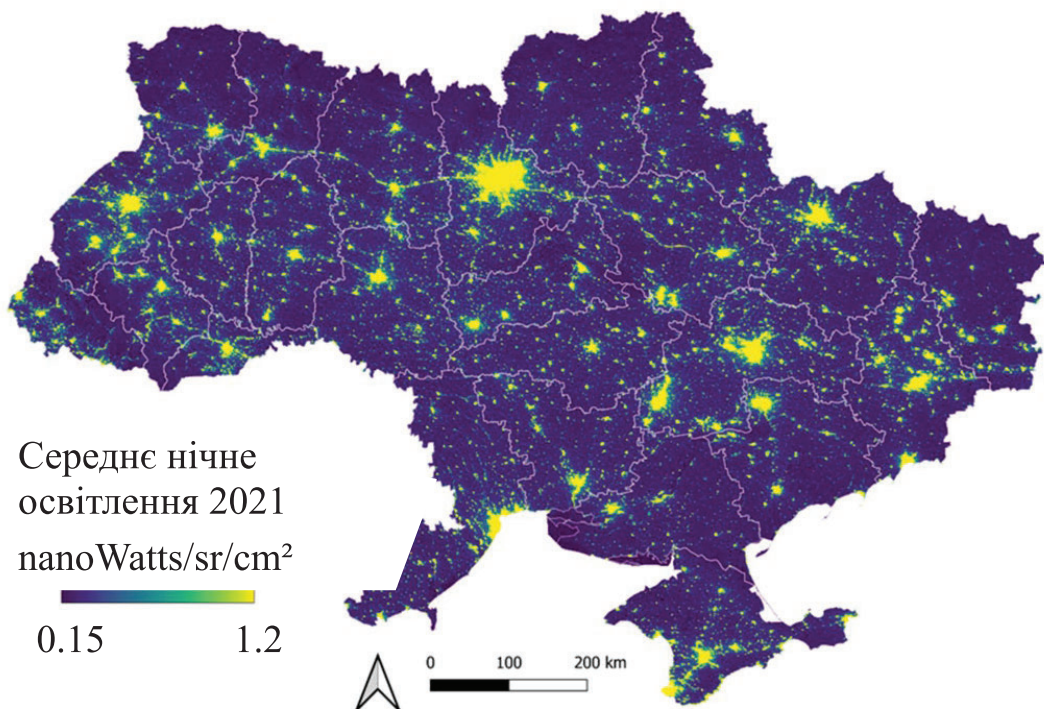 Середнє нічне
освітлення 2021
nanoWatts/sr/cm²
0.15 1.2
0 100 200 km